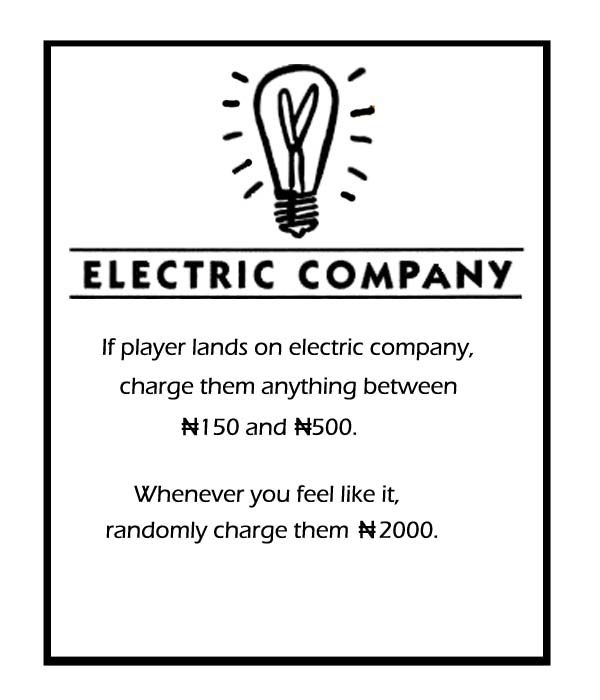 ELECTRIC COMPANY
If player lands on electric company,
charge them anything between
₦150 and ₦500.
Whenever you feel like it,
randomly charge them ₦2000.